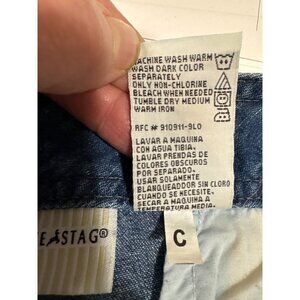 MACHINE WASH WARM
WASH DARK COLOR
SEPARATELY
ONLY NON-CHLORINE
BLEACH WHEN NEEDED
TUMBLE DRY MEDIUM
WARM IRON
RFC # 910911-9L0
LAVAR A MAQUINA
CON AGUA TIBIA.
LAVAR PRENDAS DE
COLORES OBSCUROS
POR SEPARADO.
USAR SOLAMENTE
BLANQUEADOR SIN CLORO
CUANDO SE NECESITE.
SECAR A MAQUINA A
TEMPERATURA MEDIA.
E STAG®
C